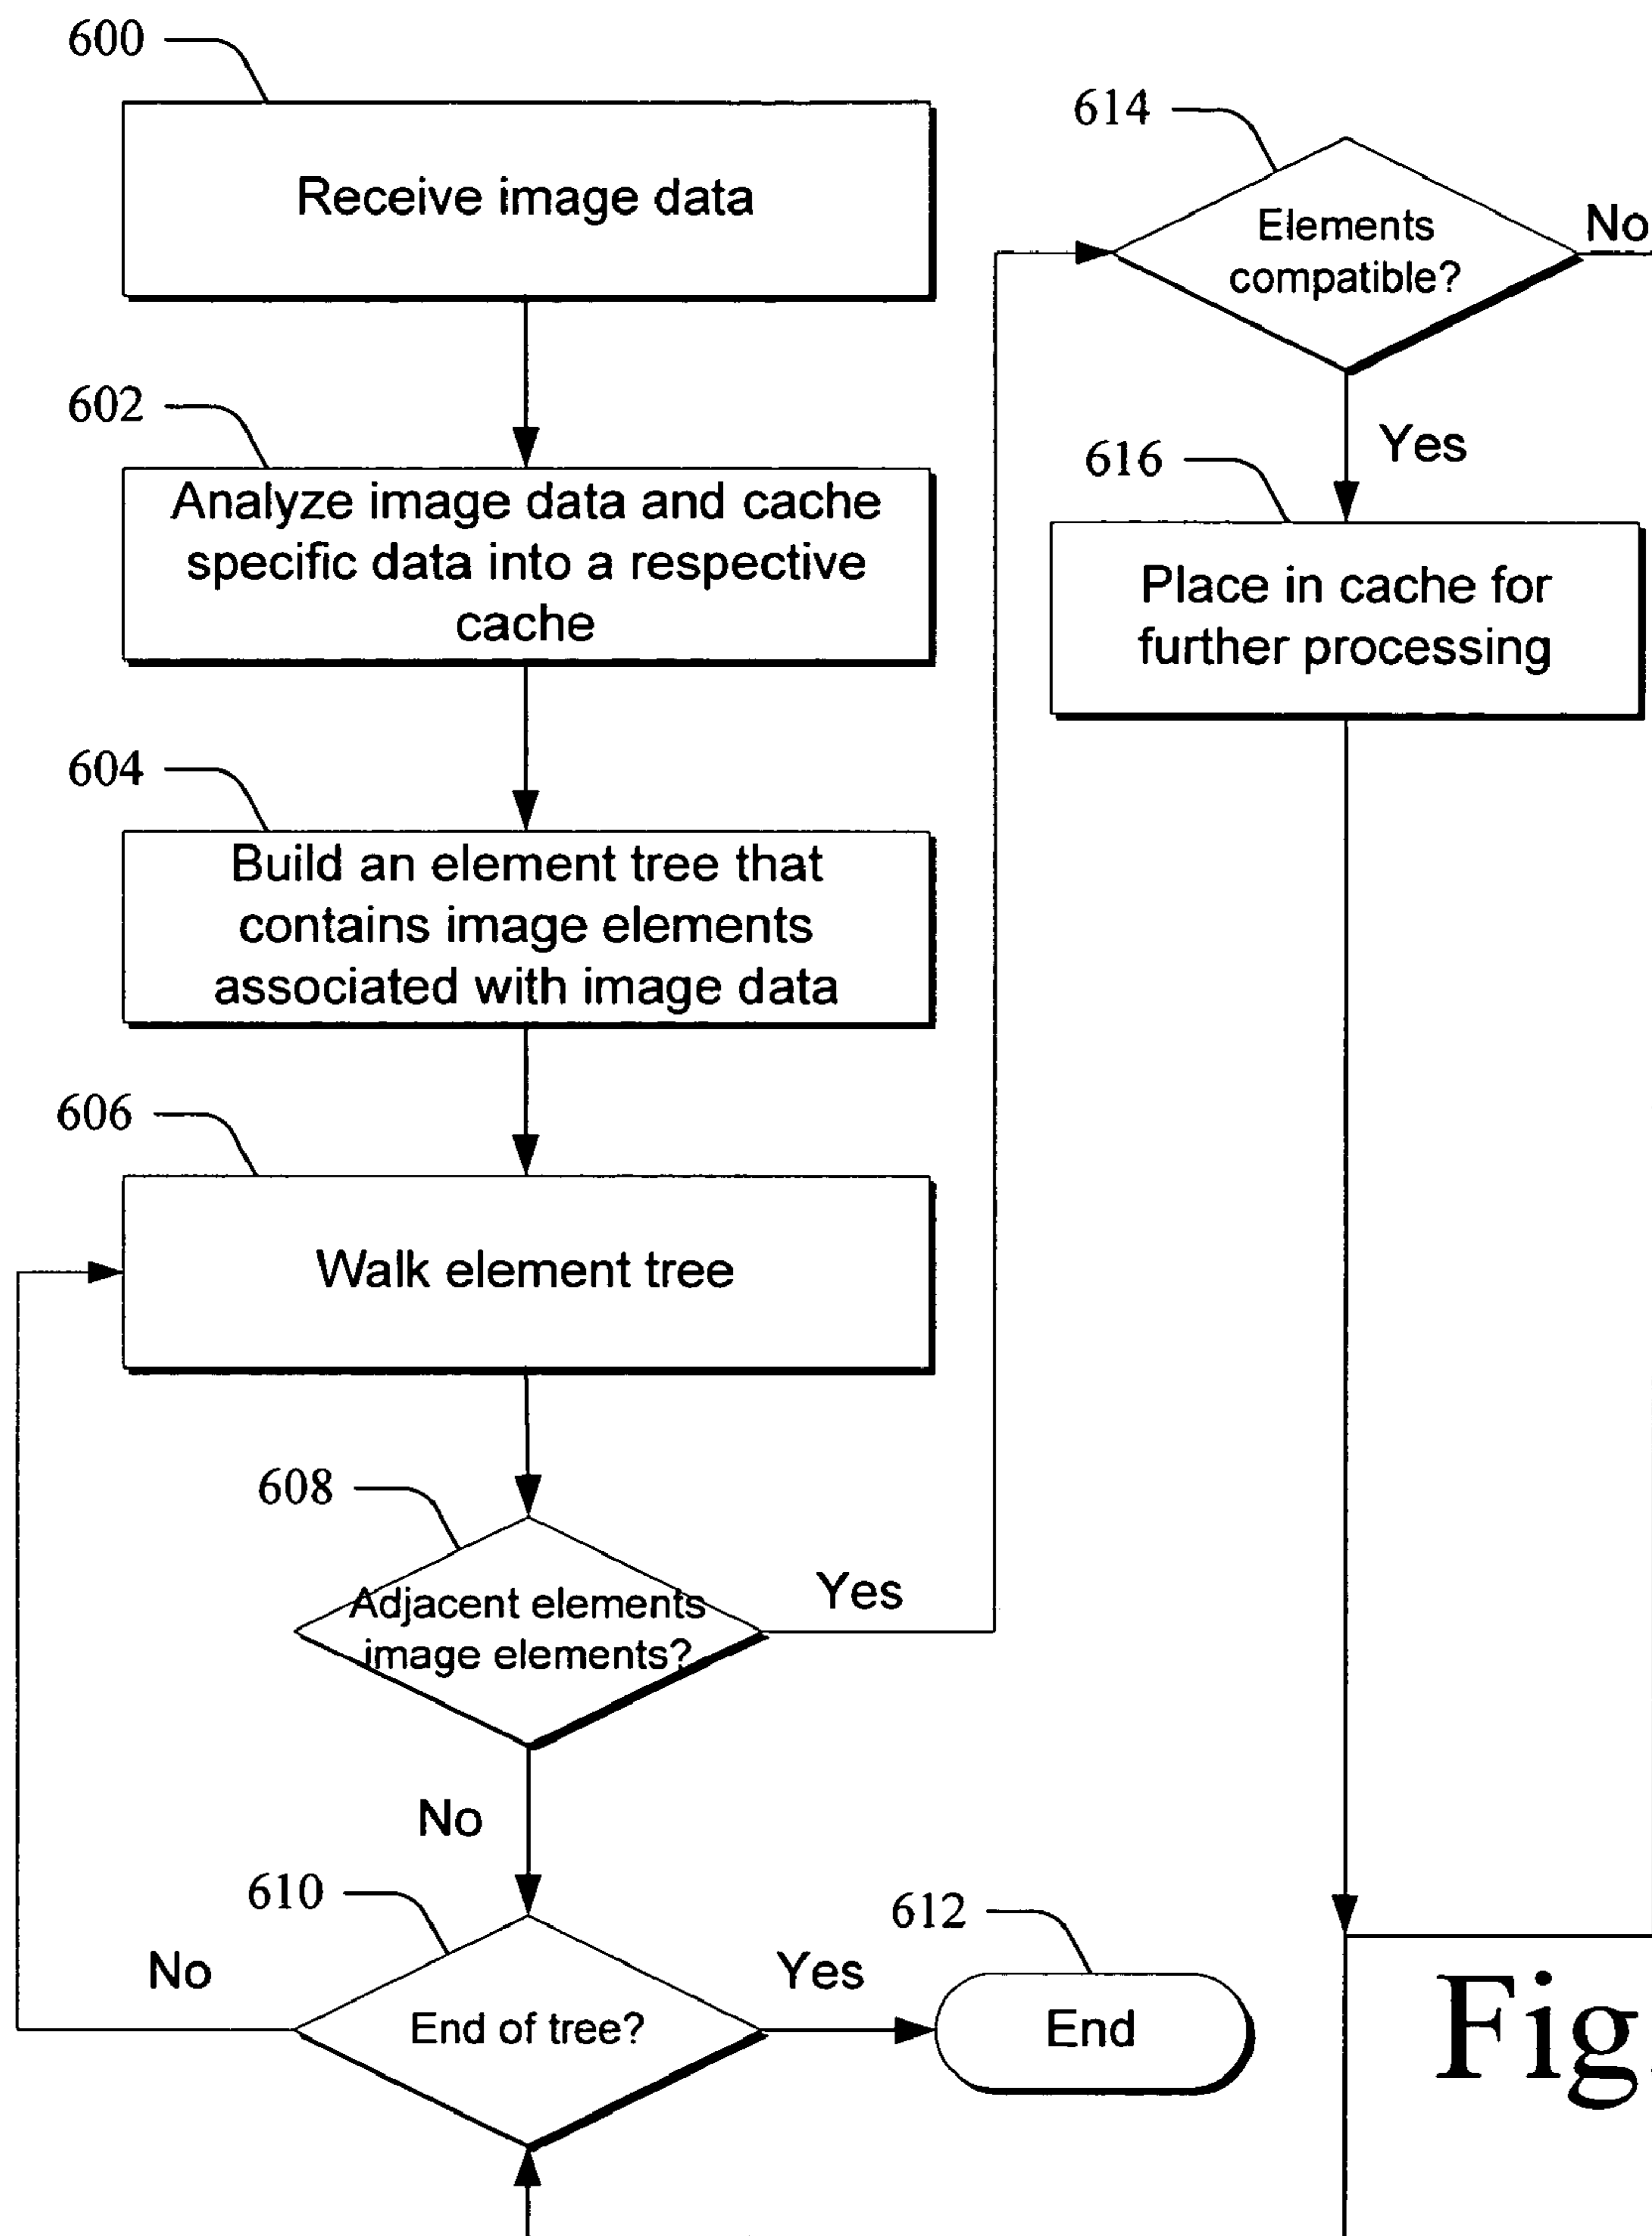 600
Receive image data
602
Analyze image data and cache
specific data into a respective
cache
604
Build an element tree that
contains image elements
associated with image data
606
Walk element tree
608
Adjacent elements
image elements?
Yes
No
610
No
End of tree?
Yes
612
End
614
Elements
compatible?
No
Yes
616
Place in cache for
further processing
Fig.